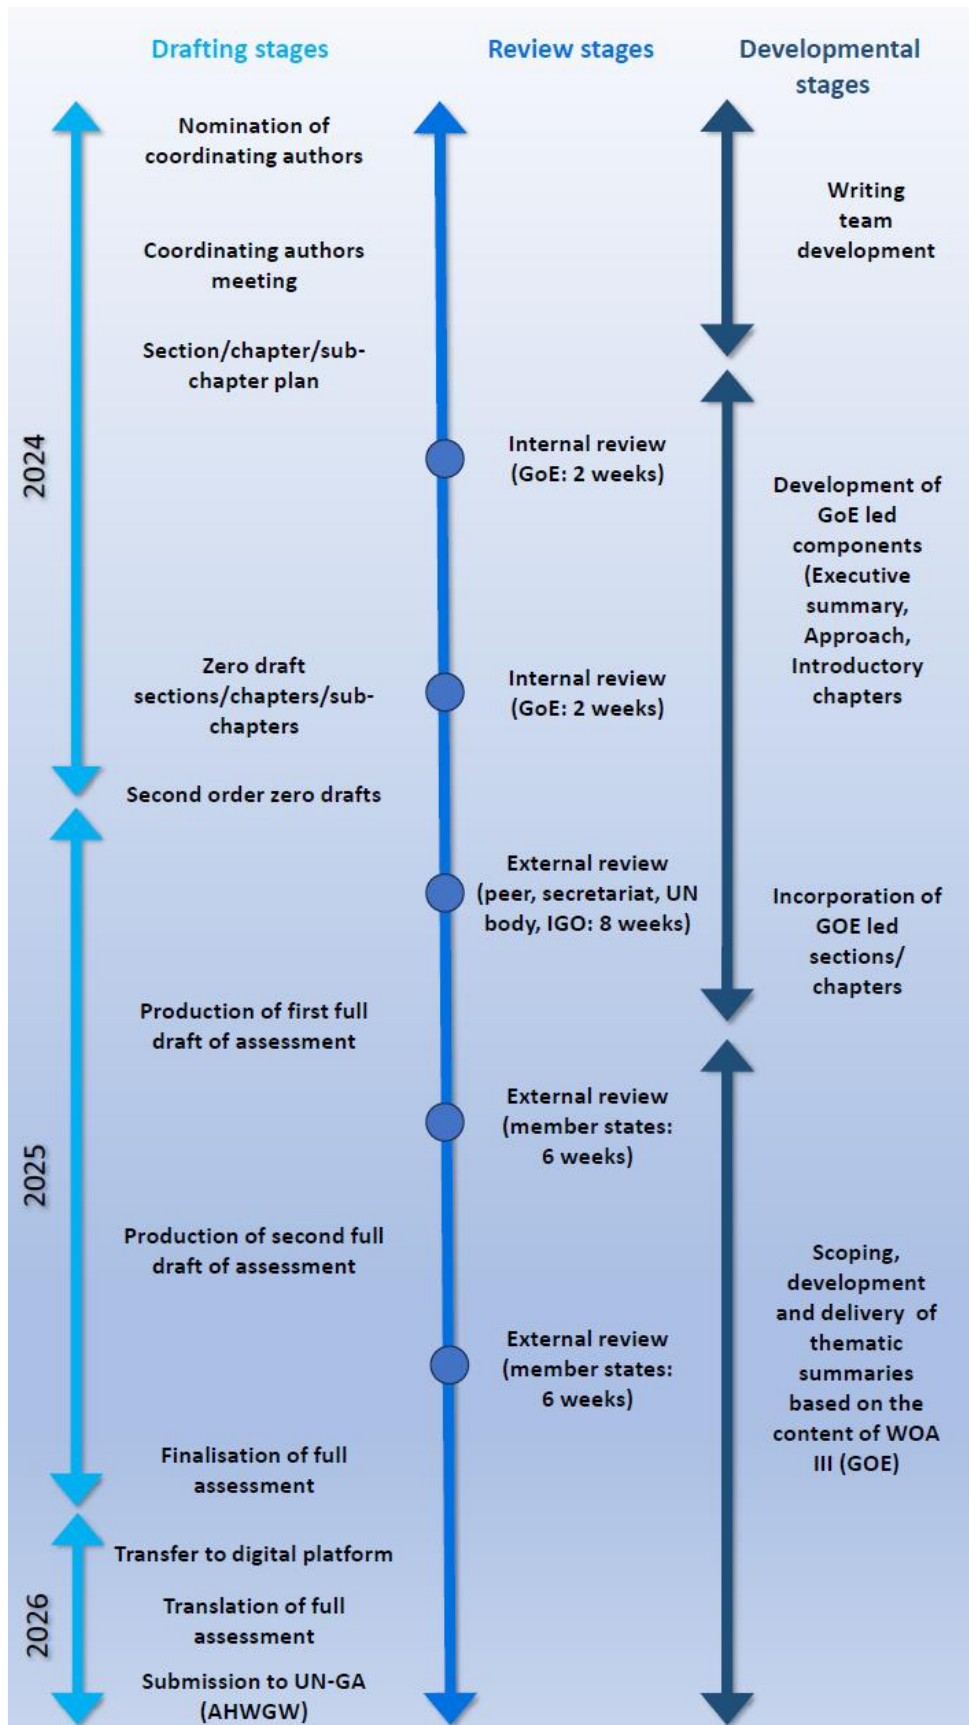 Drafting stages
Review stages
Developmental
stages
Nomination of
coordinating authors
Coordinating authors
meeting
Section/chapter/sub-
chapter plan
2024
Zero draft
sections/chapters/sub-
chapters
Second order zero drafts
Production of first full
draft of assessment
2025
Production of second full
draft of assessment
Finalisation of full
assessment
Transfer to digital platform
2026
Translation of full
assessment
Submission to UN-GA
(AHWGW)
Internal review
(GoE: 2 weeks)
Internal review
(GoE: 2 weeks)
External review
(peer, secretariat, UN
body, IGO: 8 weeks)
External review
(member states:
6 weeks)
External review
(member states:
6 weeks)
Writing
team
development
Development of
GoE led
components
(Executive
summary,
Approach,
Introductory
chapters
Incorporation of
GOE led
sections/
chapters
Scoping,
development
and delivery of
thematic
summaries
based on the
content of WOA
III (GOE)